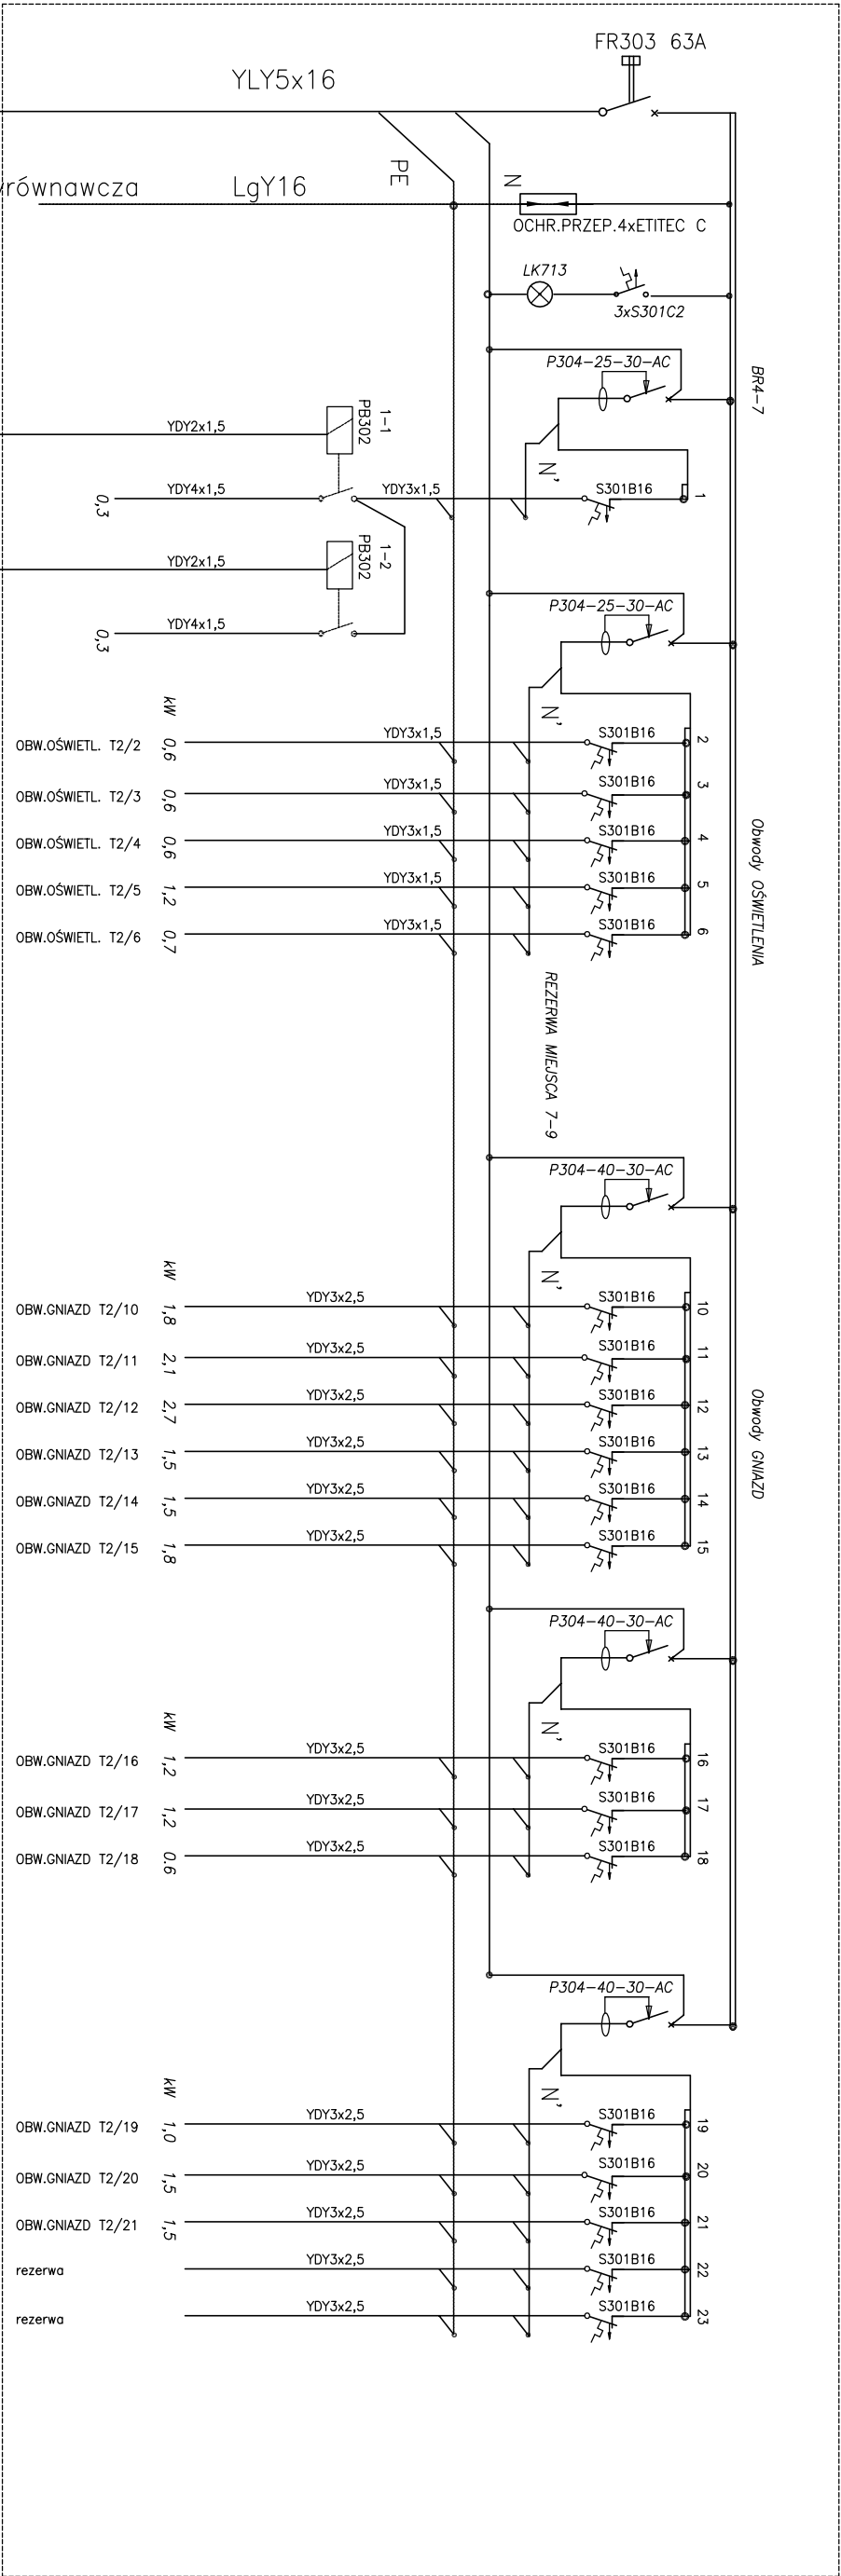 FR303 63A
YLY5x16
PE
równawcza
LgY16
N
OCHR.PRZEP.4xETITEC C
LK713
3xS301C2
BR4-7
P304-25-30-AC
1-1
PB302
YDY2x1,5
N'
1
S301B16
YDY3x1,5
YDY4x1,5
0,3
1-2
PB302
YDY2x1,5
P304-25-30-AC
YDY4x1,5
0,3
kW
N'
OBW.OŚWIETL. T2/2 0,6 YDY3x1,5 S301B16 2
OBW.OŚWIETL. T2/3 0,6 YDY3x1,5 S301B16 3
OBW.OŚWIETL. T2/4 0,6 YDY3x1,5 S301B16 4
OBW.OŚWIETL. T2/5 1,2 YDY3x1,5 S301B16 5
OBW.OŚWIETL. T2/6 0,7 YDY3x1,5 S301B16 6
Obwody OŚWIETLENIA
REZERWA MIEJSCA 7-9
P304-40-30-AC
kW
N'
OBW.GNIAZD T2/10 1,8 YDY3x2,5 S301B16 10
OBW.GNIAZD T2/11 2,1 YDY3x2,5 S301B16 11
OBW.GNIAZD T2/12 2,7 YDY3x2,5 S301B16 12
OBW.GNIAZD T2/13 1,5 YDY3x2,5 S301B16 13
OBW.GNIAZD T2/14 1,5 YDY3x2,5 S301B16 14
OBW.GNIAZD T2/15 1,8 YDY3x2,5 S301B16 15
Obwody GNIAZD
P304-40-30-AC
kW
N'
OBW.GNIAZD T2/16 1,2 YDY3x2,5 S301B16 16
OBW.GNIAZD T2/17 1,2 YDY3x2,5 S301B16 17
OBW.GNIAZD T2/18 0.6 YDY3x2,5 S301B16 18
P304-40-30-AC
kW
N'
OBW.GNIAZD T2/19 1,0 YDY3x2,5 S301B16 19
OBW.GNIAZD T2/20 1,5 YDY3x2,5 S301B16 20
OBW.GNIAZD T2/21 1,5 YDY3x2,5 S301B16 21
rezerwa YDY3x2,5 S301B16 22
rezerwa YDY3x2,5 S301B16 23